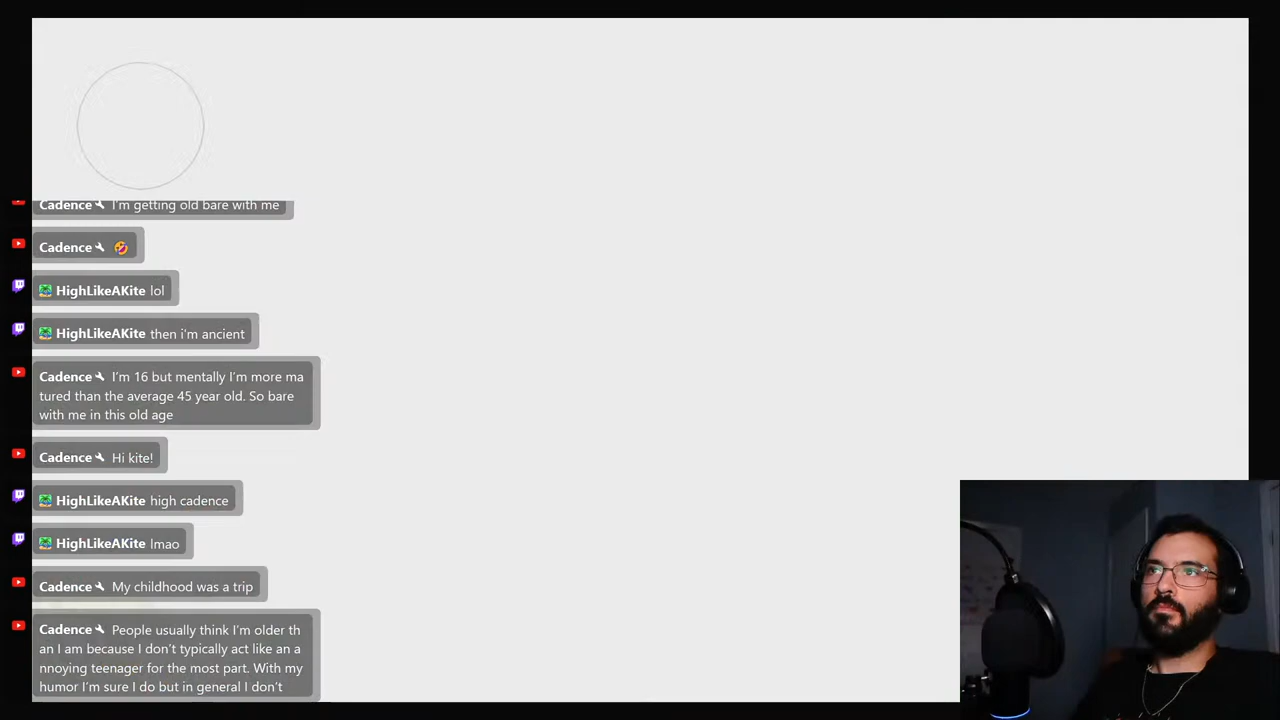 Cadence I'm getting old bare with me
Cadence 🤣
HighLikeAKite lol
HighLikeAKite then i'm ancient
Cadence I'm 16 but mentally I'm more ma
tured than the average 45 year old. So bare
with me in this old age
Cadence Hi kite!
HighLikeAKite high cadence
HighLikeAKite lmao
Cadence My childhood was a trip
Cadence People usually think I'm older th
an I am because I don't typically act like an a
nnoying teenager for the most part. With my
humor I'm sure I do but in general I don't